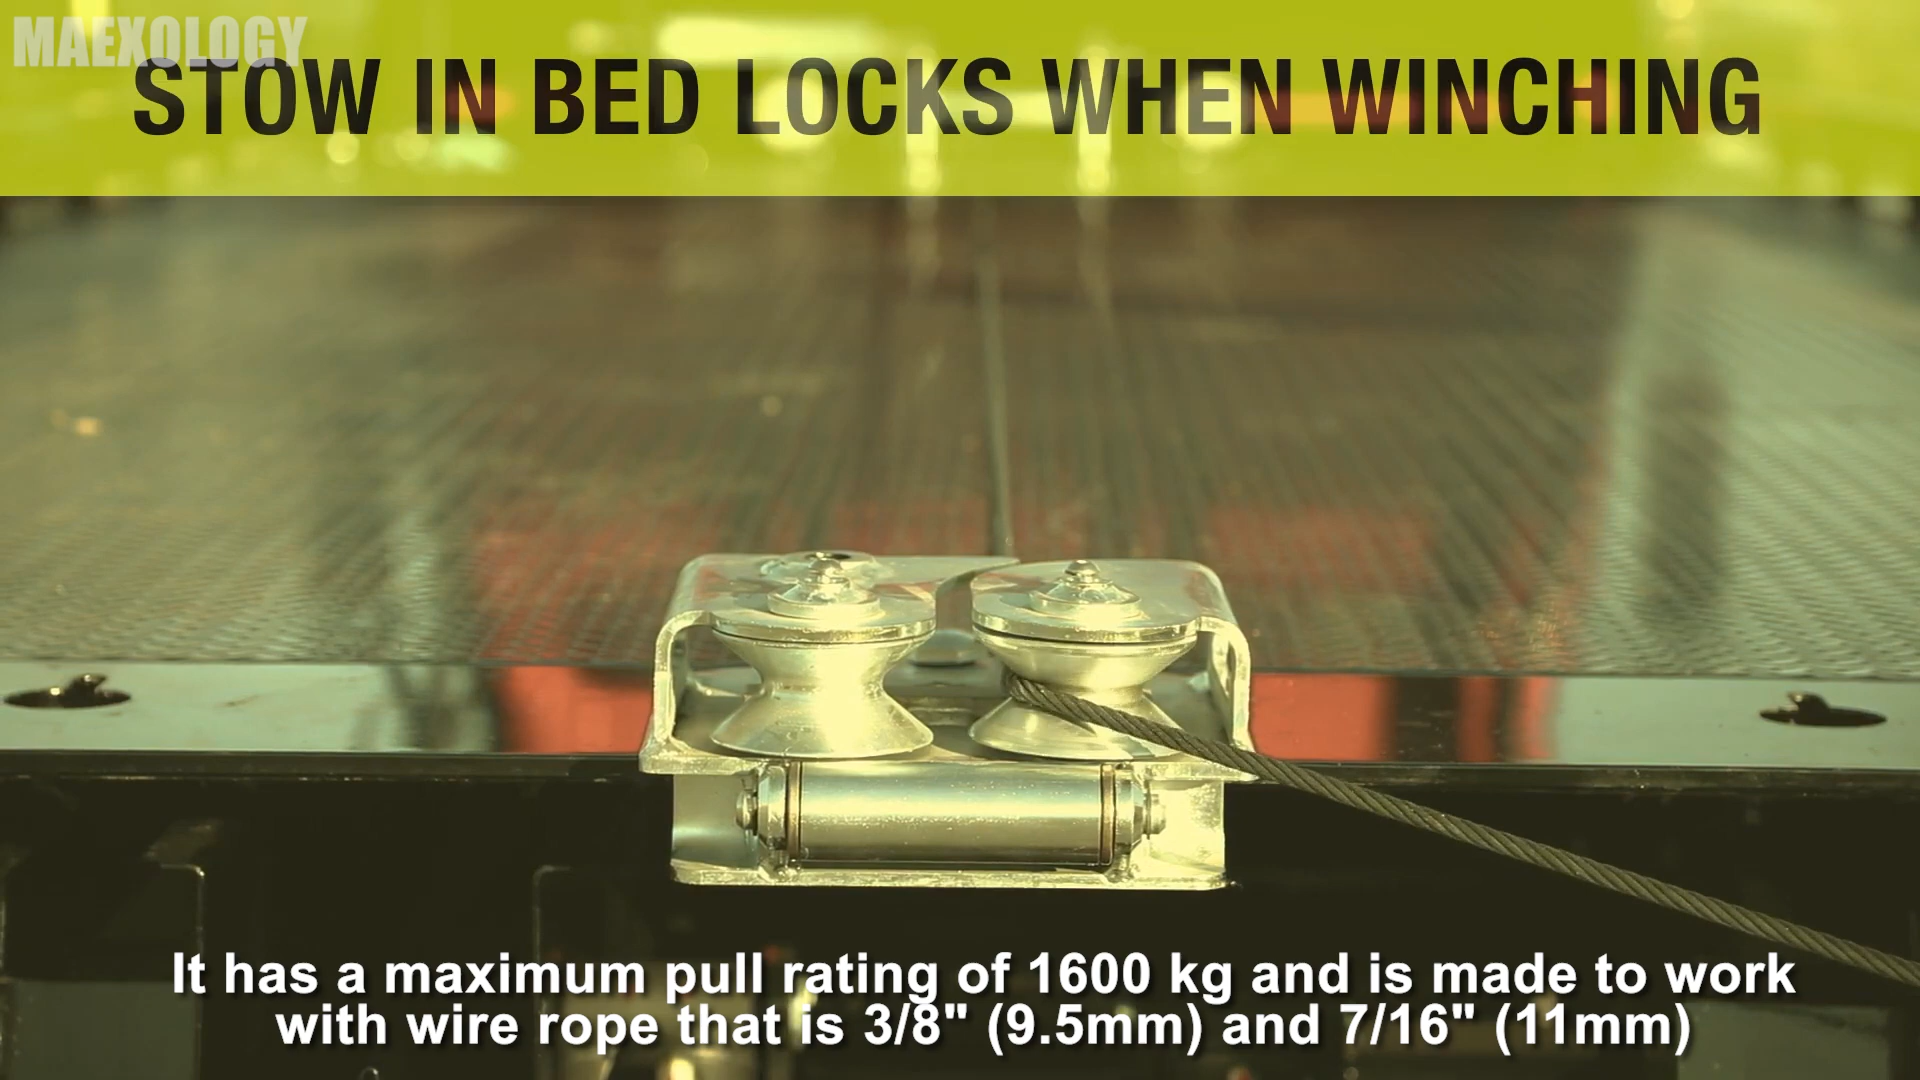 MAEXOLOGY
STOW IN BED LOCKS WHEN WINCHING
It has a maximum pull rating of 1600 kg and is made to work
with wire rope that is 3/8" (9.5mm) and 7/16" (11mm)